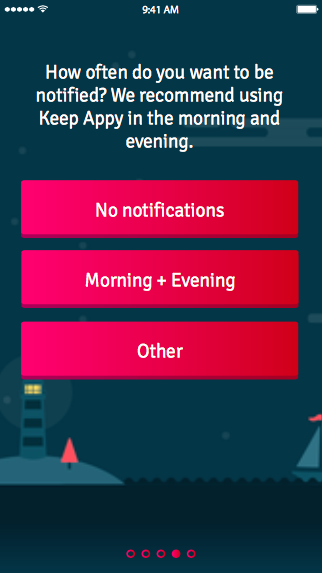 9:41 AM
How often do you want to be
notified? We recommend using
Keep Appy in the morning and
evening.
No notifications
Morning + Evening
Other